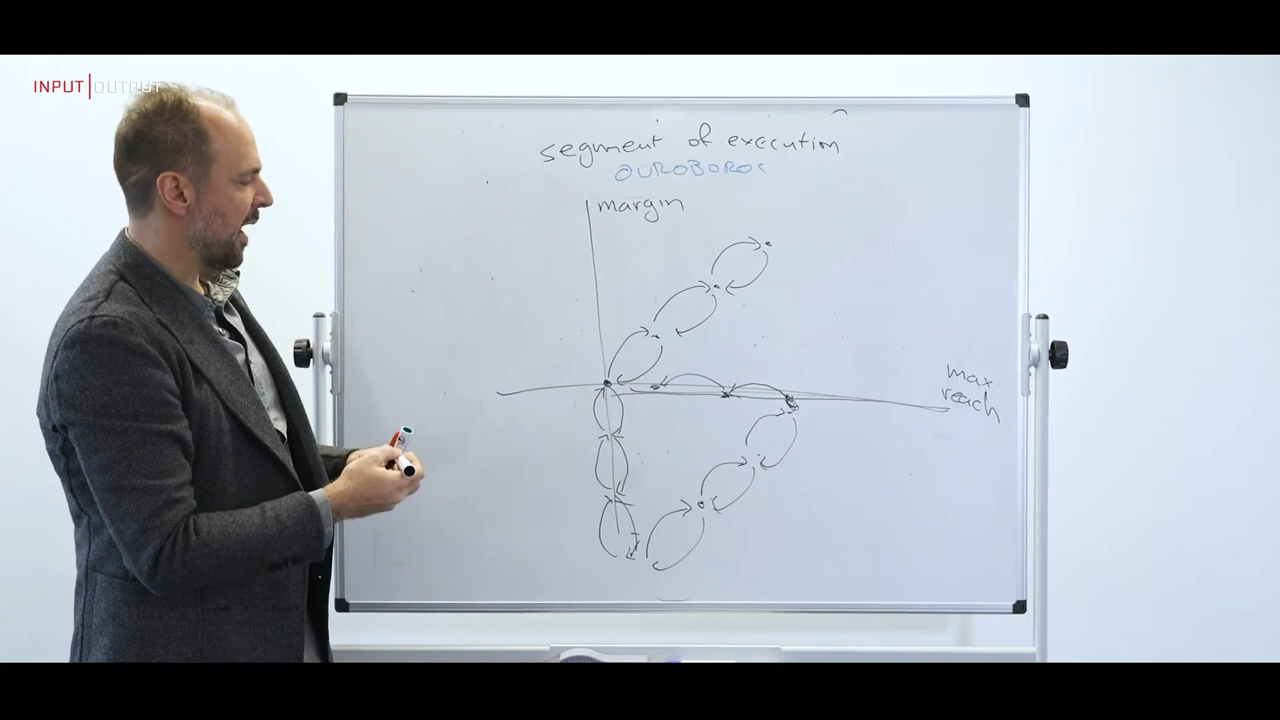 INPUT|OUTPUT
segment of execution
OUROBOROS
margin
max
reach